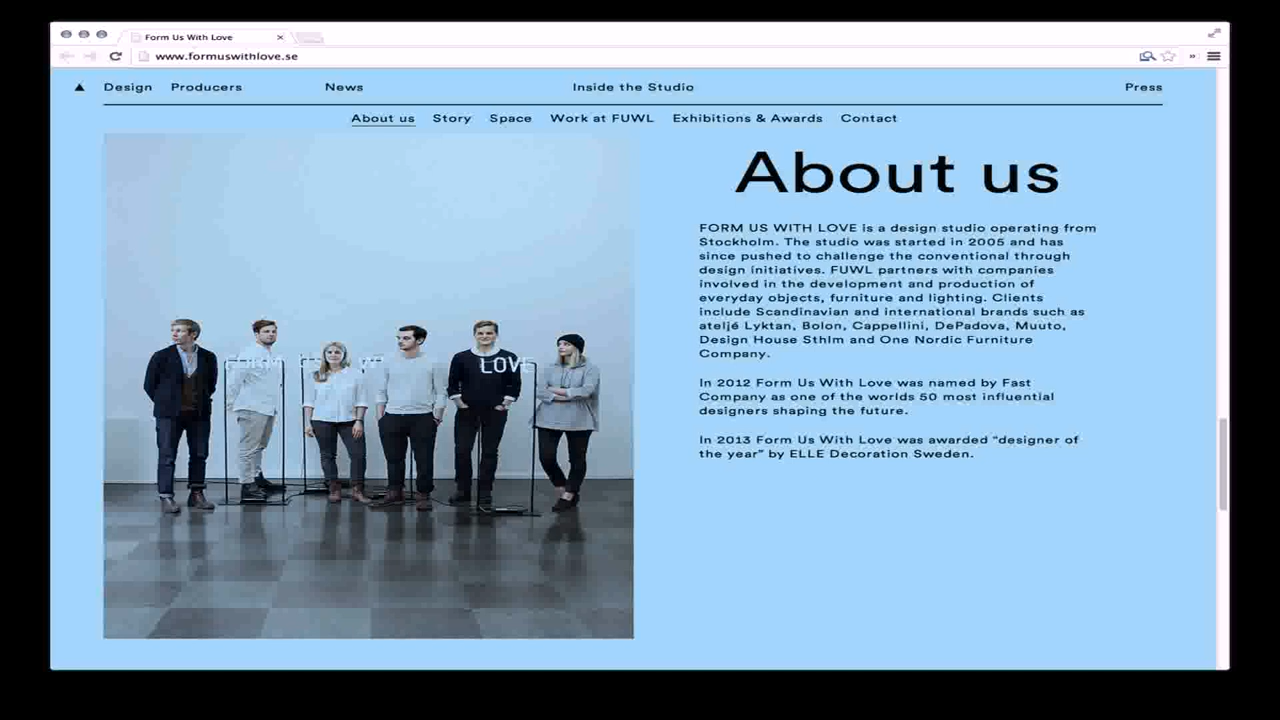 Form Us With Love
www.formuswithlove.se
Design Producers News Inside the Studio Press
About us Story Space Work at FUWL Exhibitions & Awards Contact
About us
FORM US WITH LOVE is a design studio operating from
Stockholm. The studio was started in 2005 and has
since pushed to challenge the conventional through
design initiatives. FUWL partners with companies
involved in the development and production of
everyday objects, furniture and lighting. Clients
include Scandinavian and international brands such as
ateljé Lyktan, Bolon, Cappellini, DePadova, Muuto,
Design House Sthlm and One Nordic Furniture
Company.
In 2012 Form Us With Love was named by Fast
Company as one of the worlds 50 most influential
designers shaping the future.
In 2013 Form Us With Love was awarded “designer of
the year” by ELLE Decoration Sweden.
FORM US LOVE